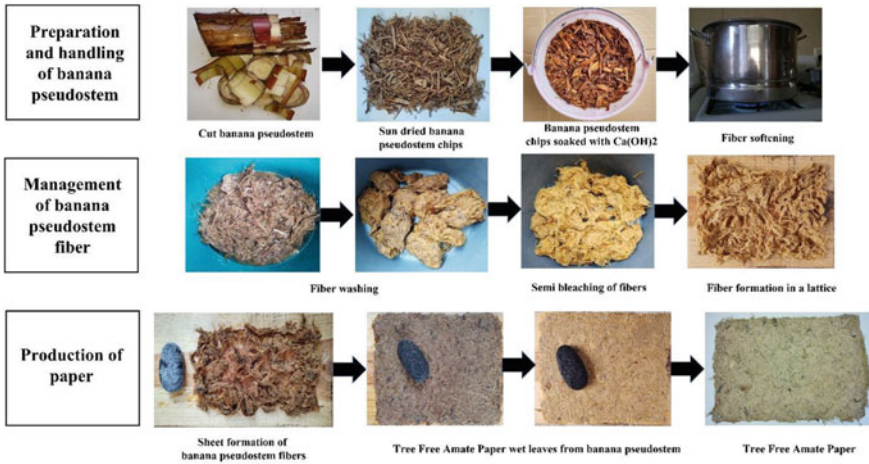 Preparation
and handling
of banana
pseudostem
Cut banana pseudostem
Sun dried banana
pseudostem chips
Banana pseudostem
chips soaked with Ca(OH)2
Fiber softening
Management
of banana
pseudostem
fiber
Fiber washing
Semi bleaching of fibers
Fiber formation in a lattice
Production of
paper
Sheet formation of
banana pseudostem fibers
Tree Free Amate Paper wet leaves from banana pseudostem
Tree Free Amate Paper